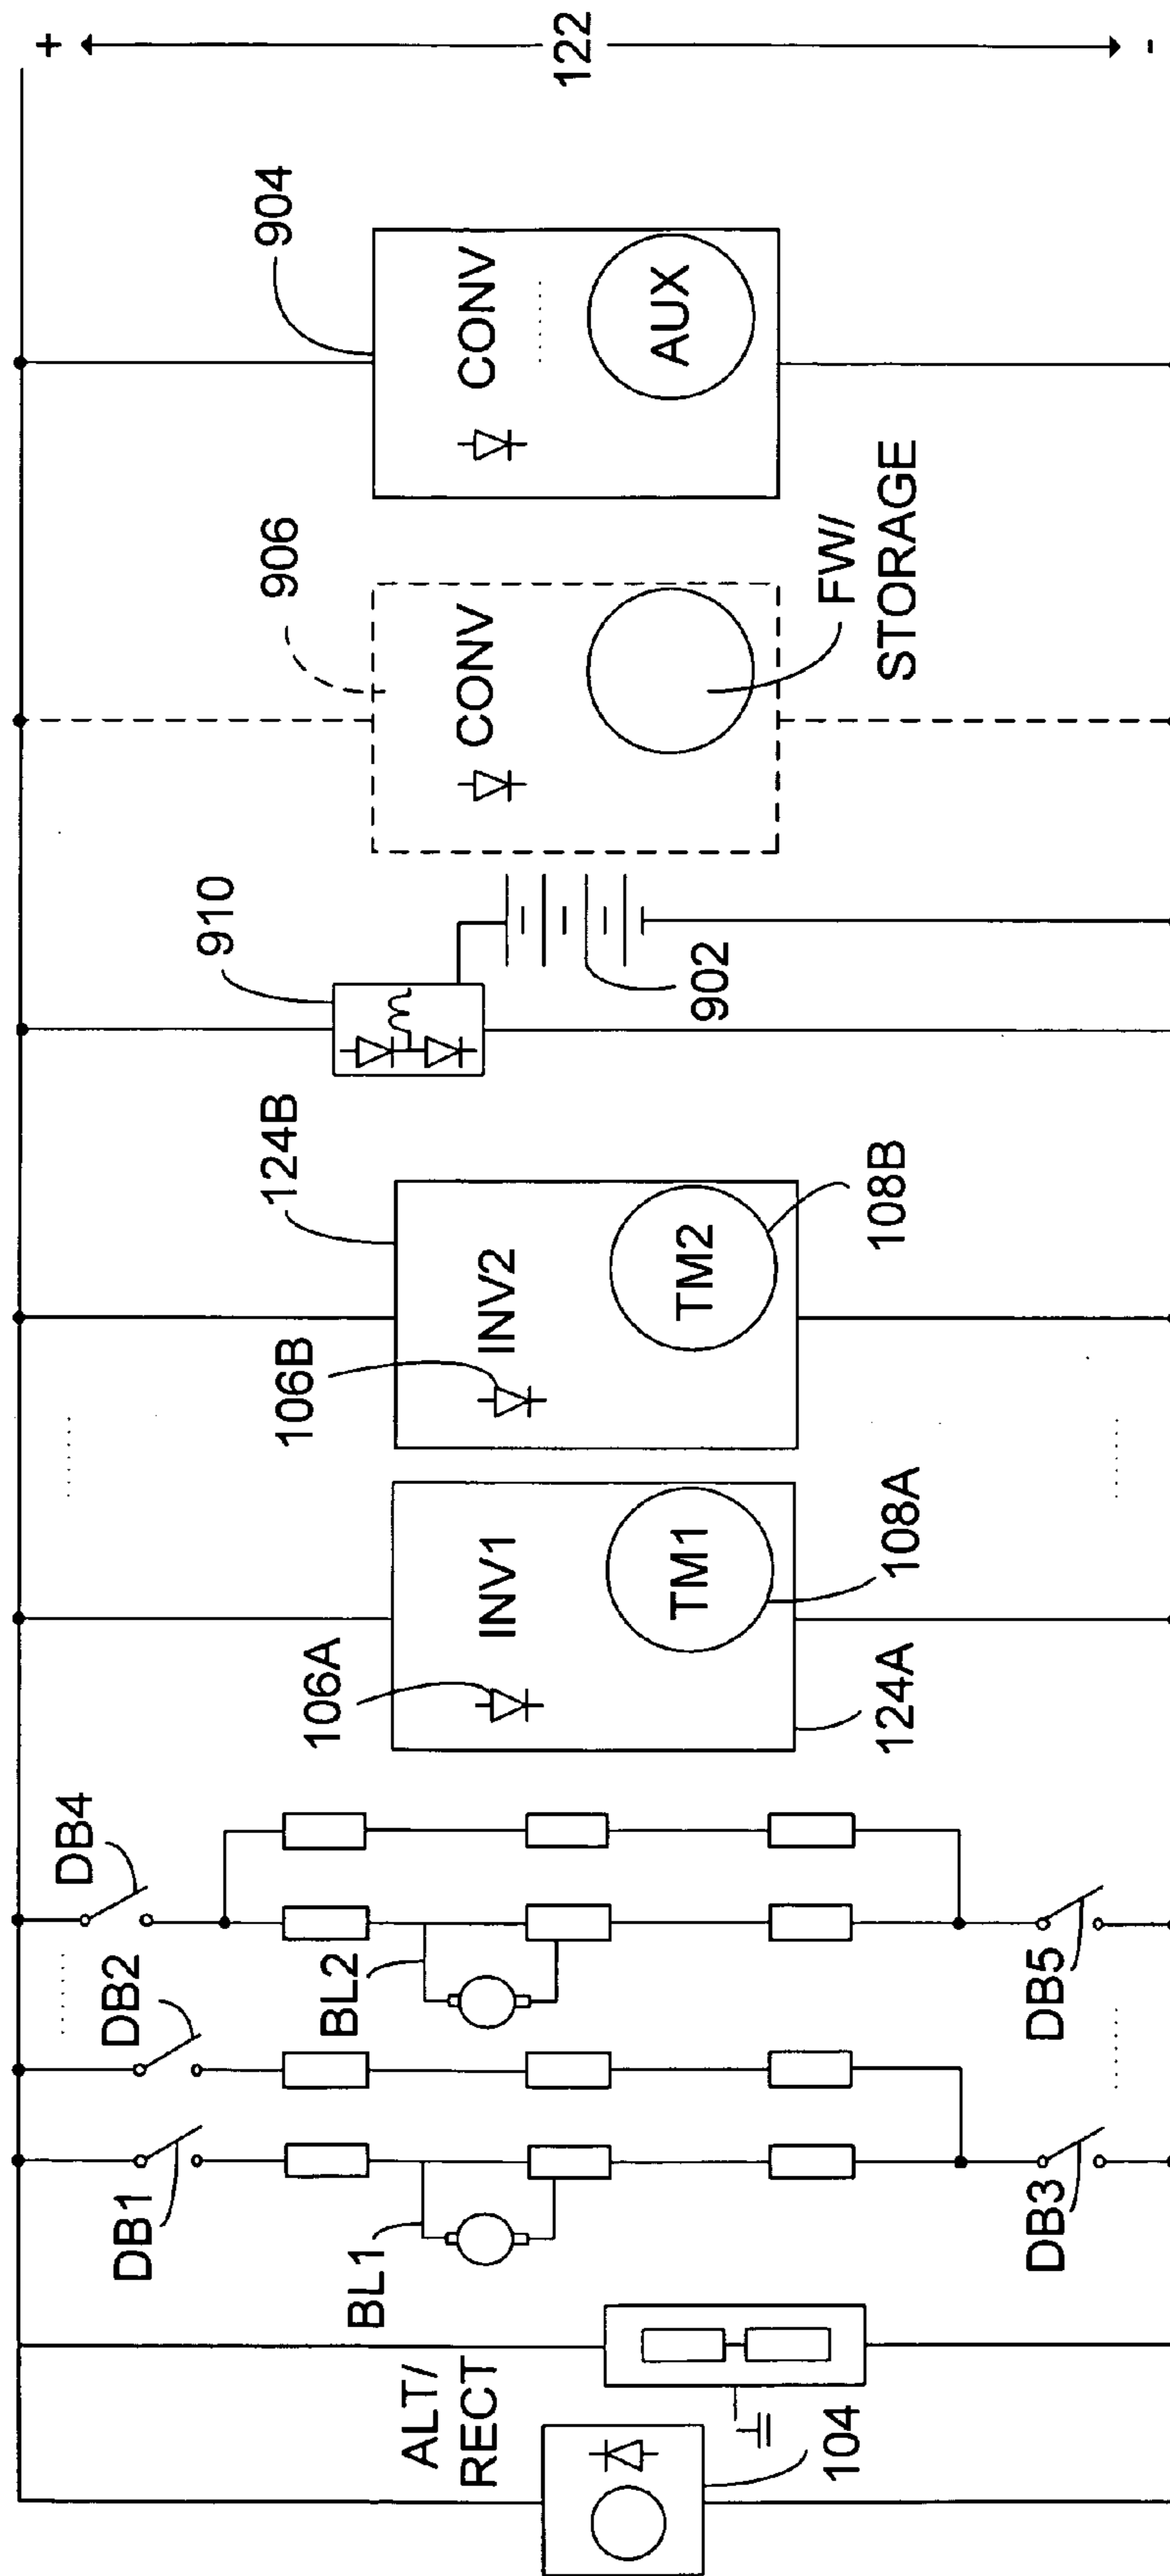 ALT/
RECT
104
BL1
DB1
DB3
DB2
BL2
DB4
DB5
106A
INV1
TM1
108A
124A
106B
INV2
TM2
108B
124B
910
902
906
CONV
FW/
STORAGE
904
CONV
AUX
+
122
-